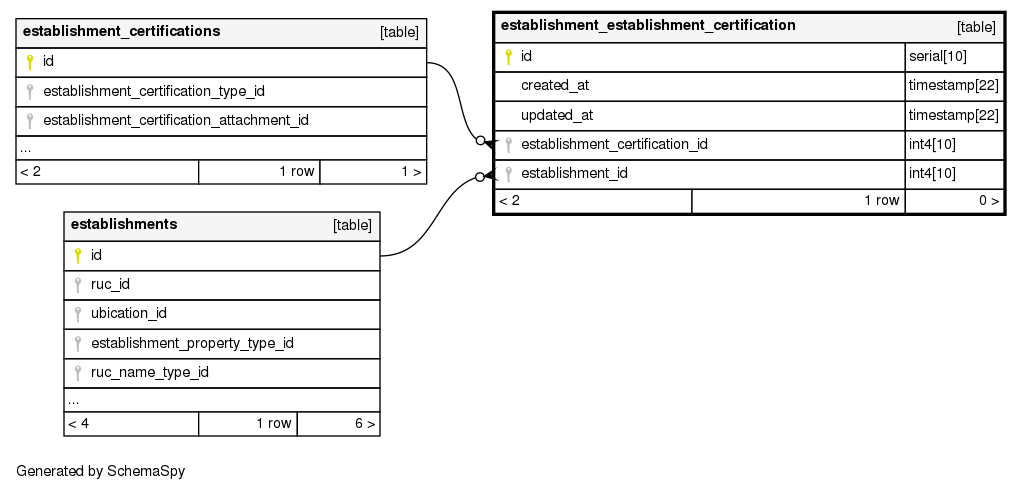 establishment_certifications [table]
id
establishment_certification_type_id
establishment_certification_attachment_id
...
< 2 1 row 1 >
establishment_establishment_certification [table]
id serial[10]
created_at timestamp[22]
updated_at timestamp[22]
establishment_certification_id int4[10]
establishment_id int4[10]
< 2 1 row 0 >
establishments [table]
id
ruc_id
ubication_id
establishment_property_type_id
ruc_name_type_id
...
< 4 1 row 6 >
Generated by SchemaSpy